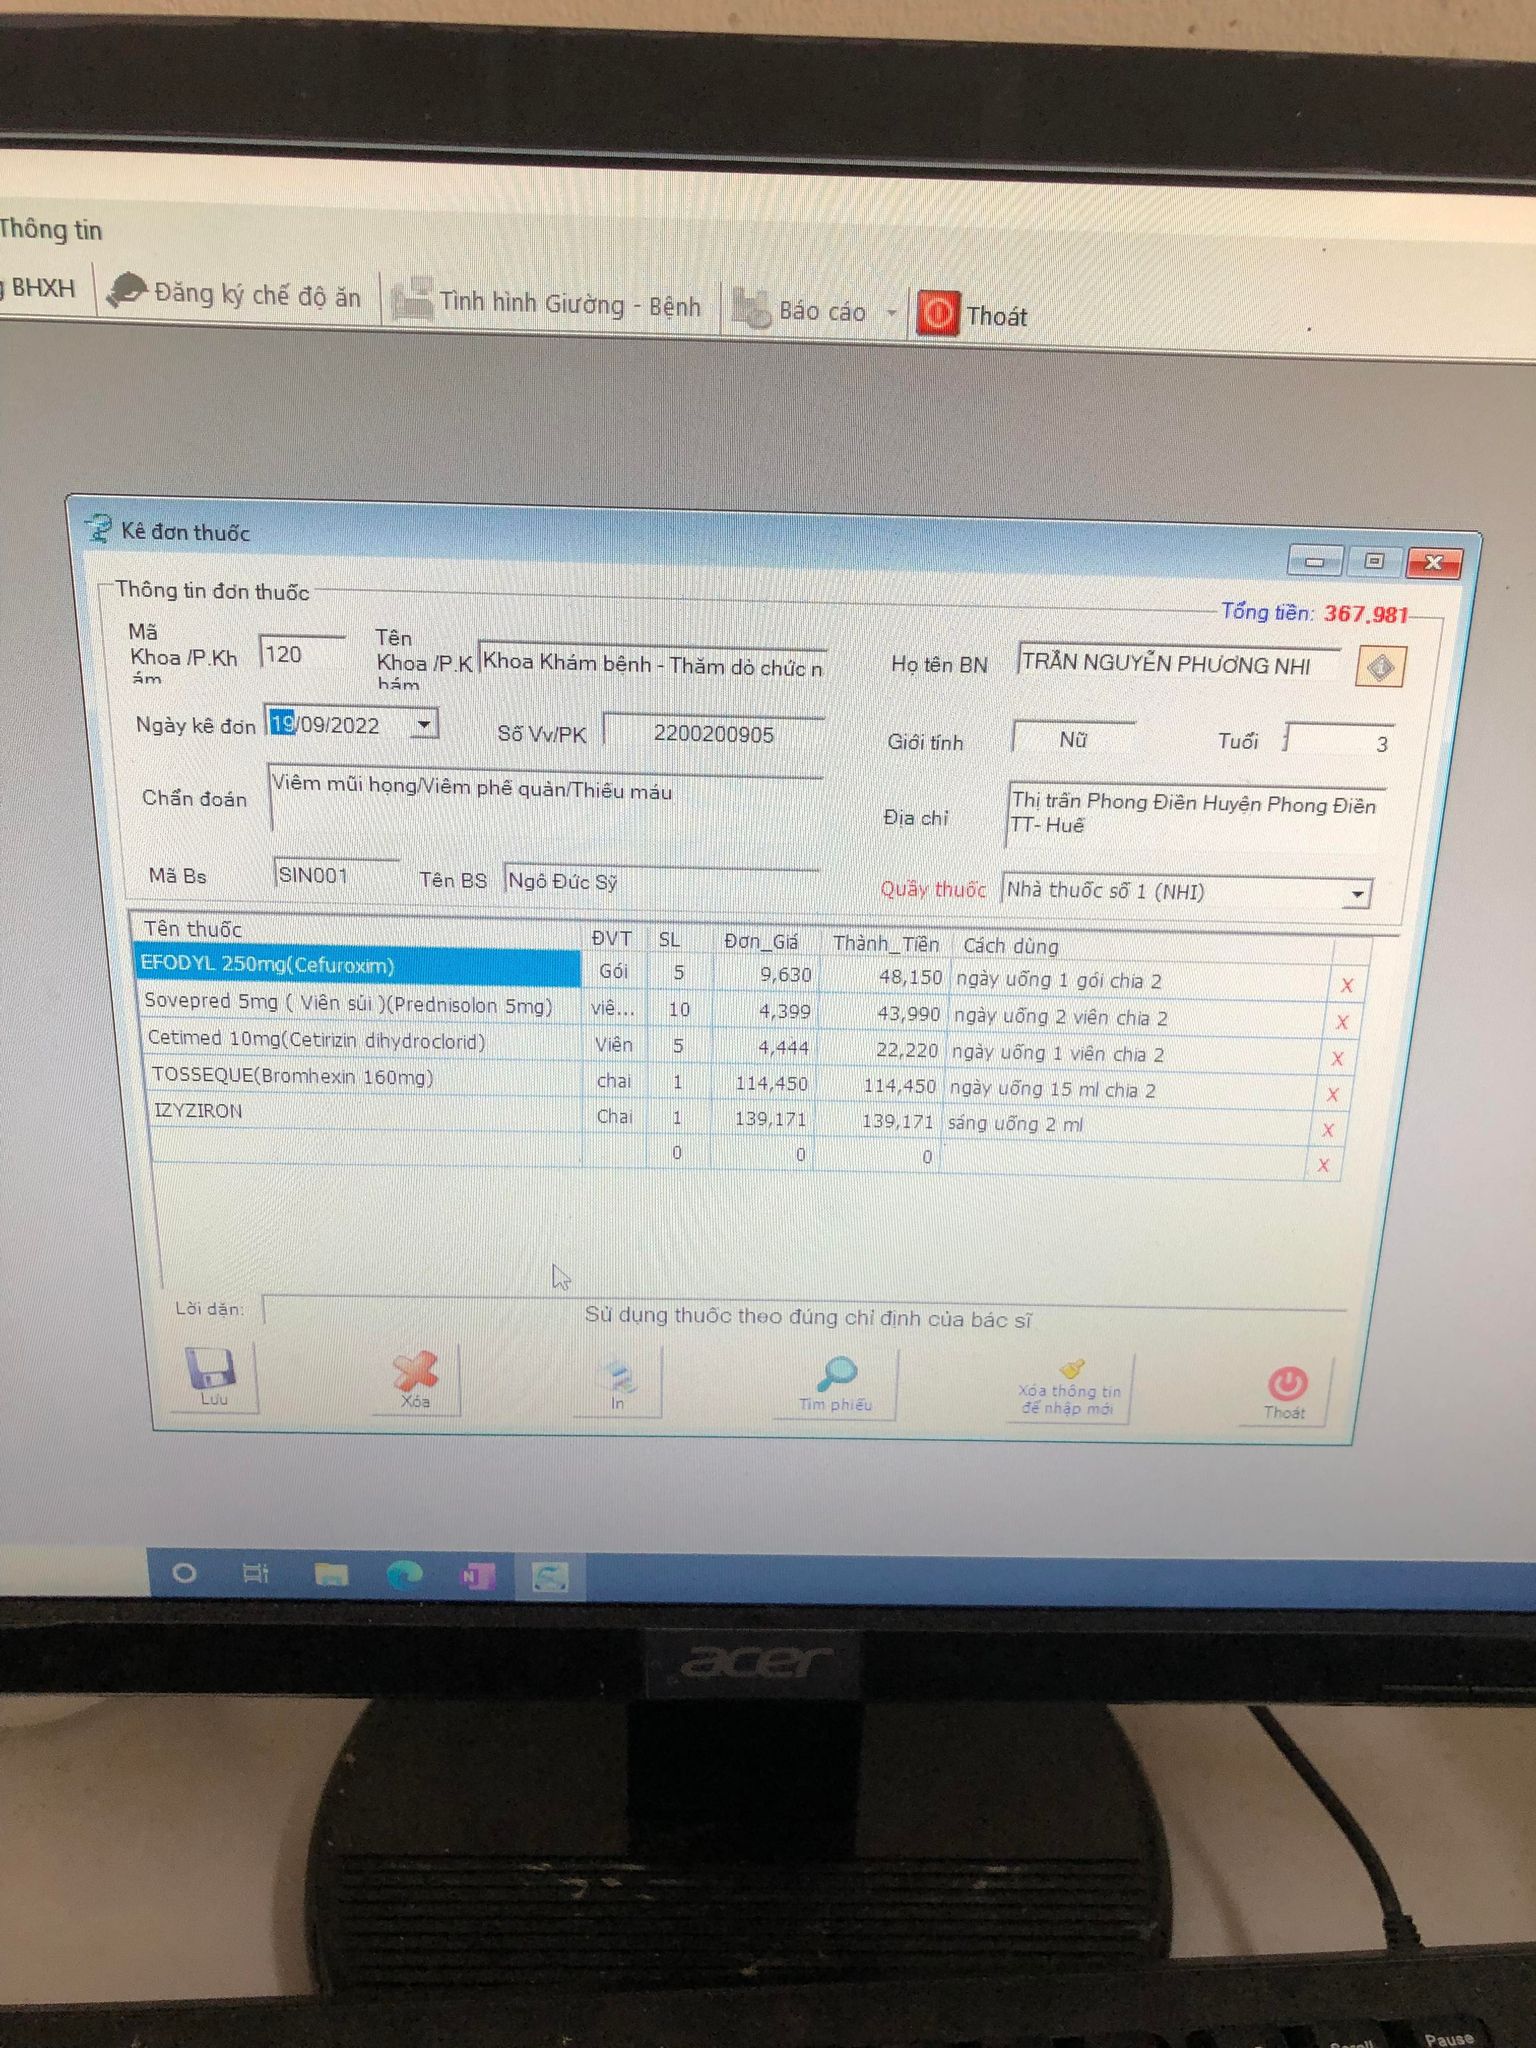 Thông tin
g BHXH Đăng ký chế độ ăn Tình hình Giường - Bệnh Báo cáo Thoát
Kê đơn thuốc
Thông tin đơn thuốc Tổng tiền: 367.981
Mã Khoa /P.Kh ám 120 Tên Khoa /P.K hám Khoa Khám bệnh - Thăm dò chức n Họ tên BN TRẦN NGUYỄN PHƯƠNG NHI
Ngày kê đơn 19/09/2022 Số Vv/PK 2200200905 Giới tính Nữ Tuổi 3
Chẩn đoán Viêm mũi họng/Viêm phế quản/Thiếu máu Địa chỉ Thị trấn Phong Điền Huyện Phong Điền
TT- Huế
Mã Bs SIN001 Tên BS Ngô Đức Sỹ Quầy thuốc Nhà thuốc số 1 (NHI)
Tên thuốc ĐVT SL Đơn_Giá Thành_Tiền Cách dùng
EFODYL 250mg(Cefuroxim) Gói 5 9,630 48,150 ngày uống 1 gói chia 2 X
Sovepred 5mg ( Viên sủi )(Prednisolon 5mg) viê... 10 4,399 43,990 ngày uống 2 viên chia 2 X
Cetimed 10mg(Cetirizin dihydroclorid) Viên 5 4,444 22,220 ngày uống 1 viên chia 2 X
TOSSEQUE(Bromhexin 160mg) chai 1 114,450 114,450 ngày uống 15 ml chia 2 X
IZYZIRON Chai 1 139,171 139,171 sáng uống 2 ml X
0 0 0 X
Lời dặn: Sử dụng thuốc theo đúng chỉ định của bác sĩ
Lưu Xóa In Tìm phiếu Xóa thông tin để nhập mới Thoát
N
acer
Scroll Pause